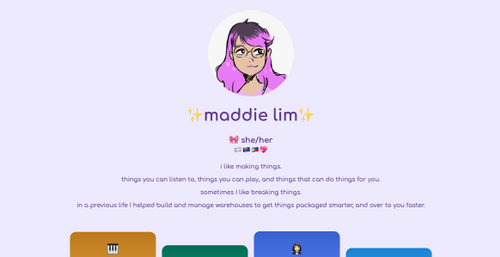 ✨maddie lim✨
🎀 she/her
i like making things.
things you can listen to, things you can play, and things that can do things for you.
sometimes I like breaking things.
in a previous life I helped build and manage warehouses to get things packaged smarter, and over to you faster.